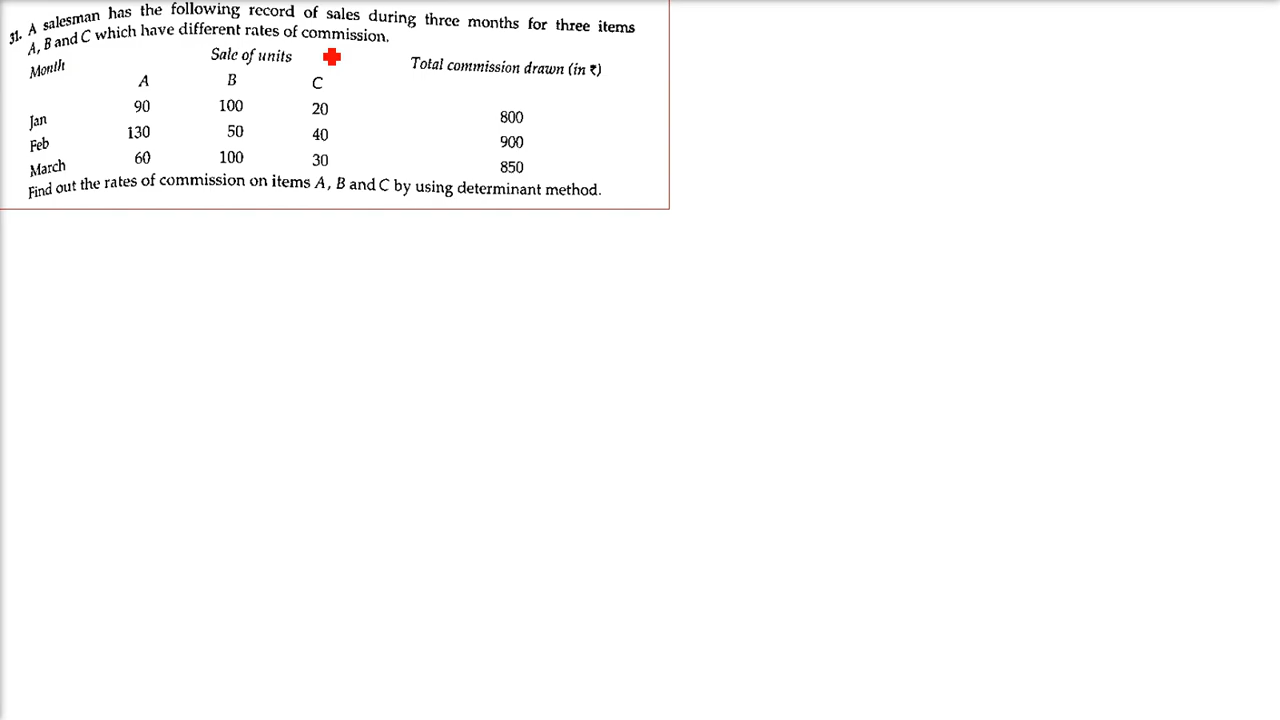 31. A salesman has the following record of sales during three months for three items
A, B and C which have different rates of commission.
Month Sale of units Total commission drawn (in ₹)
A B C
Jan 90 100 20 800
Feb 130 50 40 900
March 60 100 30 850
Find out the rates of commission on items A, B and C by using determinant method.